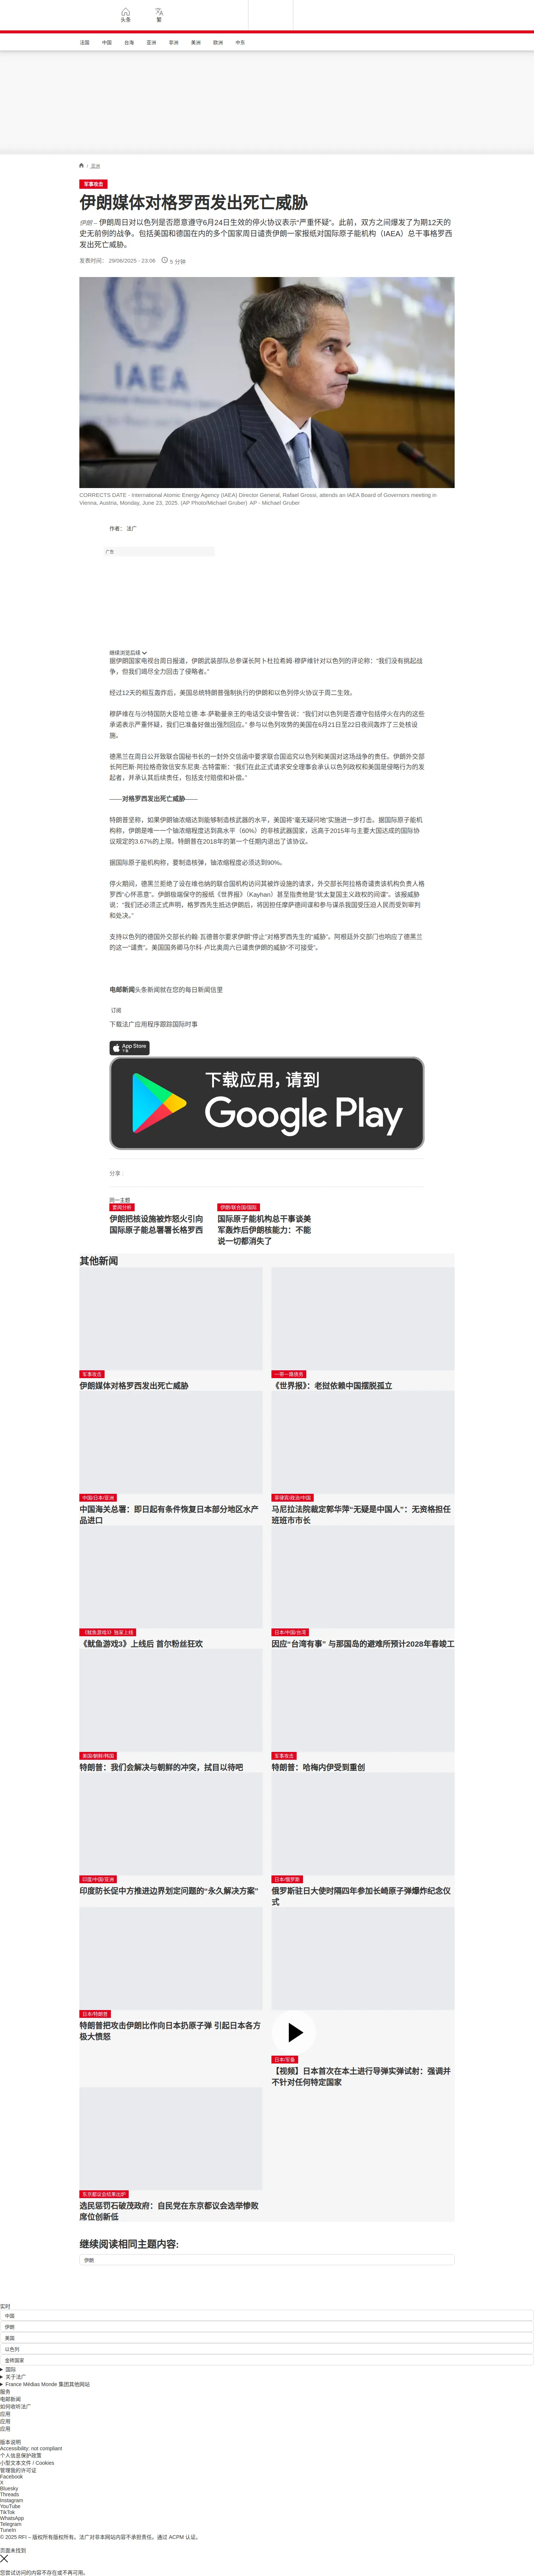 头条
繁
法国
中国
台海
亚洲
非洲
美洲
欧洲
中东
/ 亚洲
军事攻击
伊朗媒体对格罗西发出死亡威胁
伊朗 – 伊朗周日对以色列是否愿意遵守6月24日生效的停火协议表示“严重怀疑”。此前，双方之间爆发了为期12天的
史无前例的战争。包括美国和德国在内的多个国家周日谴责伊朗一家报纸对国际原子能机构（IAEA）总干事格罗西
发出死亡威胁。
发表时间： 29/06/2025 - 23:06 5 分钟
IAEA
CORRECTS DATE - International Atomic Energy Agency (IAEA) Director General, Rafael Grossi, attends an IAEA Board of Governors meeting in
Vienna, Austria, Monday, June 23, 2025. (AP Photo/Michael Gruber) AP - Michael Gruber
作者： 法广
广告
继续浏览后续
据伊朗国家电视台周日报道，伊朗武装部队总参谋长阿卜杜拉希姆·穆萨维针对以色列的评论称：“我们没有挑起战
争，但我们竭尽全力回击了侵略者。”
经过12天的相互轰炸后，美国总统特朗普强制执行的伊朗和以色列停火协议于周二生效。
穆萨维在与沙特国防大臣哈立德·本·萨勒曼亲王的电话交谈中警告说：“我们对以色列是否遵守包括停火在内的这些
承诺表示严重怀疑，我们已准备好做出强烈回应。” 参与以色列攻势的美国在6月21日至22日夜间轰炸了三处核设
施。
德黑兰在周日公开致联合国秘书长的一封外交信函中要求联合国追究以色列和美国对这场战争的责任。伊朗外交部
长阿巴斯·阿拉格奇致信安东尼奥·古特雷斯：“我们在此正式请求安全理事会承认以色列政权和美国是侵略行为的发
起者，并承认其后续责任，包括支付赔偿和补偿。”
——对格罗西发出死亡威胁——
特朗普坚称，如果伊朗铀浓缩达到能够制造核武器的水平，美国将“毫无疑问地”实施进一步打击。据国际原子能机
构称，伊朗是唯一一个铀浓缩程度达到高水平（60%）的非核武器国家，远高于2015年与主要大国达成的国际协
议规定的3.67%的上限。特朗普在2018年的第一个任期内退出了该协议。
据国际原子能机构称，要制造核弹，铀浓缩程度必须达到90%。
停火期间，德黑兰拒绝了设在维也纳的联合国机构访问其被炸设施的请求，外交部长阿拉格奇谴责该机构负责人格
罗西“心怀恶意”。伊朗极端保守的报纸《世界报》（Kayhan）甚至指责他是“犹太复国主义政权的间谍”。该报威胁
说：“我们还必须正式声明，格罗西先生抵达伊朗后，将因担任摩萨德间谍和参与谋杀我国受压迫人民而受到审判
和处决。”
支持以色列的德国外交部长约翰·瓦德普尔要求伊朗“停止”对格罗西先生的“威胁”。阿根廷外交部门也响应了德黑兰
的这一“谴责”。美国国务卿马尔科·卢比奥周六已谴责伊朗的威胁“不可接受”。
电邮新闻头条新闻就在您的每日新闻信里
订阅
下载法广应用程序跟踪国际时事
App Store
下载
下载应用，请到
Google Play
分享 :
同一主题
要闻分析
伊朗把核设施被炸怒火引向
国际原子能总署署长格罗西
伊朗/联合国/国际
国际原子能机构总干事谈美
军轰炸后伊朗核能力：不能
说一切都消失了
其他新闻
军事攻击
伊朗媒体对格罗西发出死亡威胁
一带一路债务
《世界报》：老挝依赖中国摆脱孤立
中国/日本/亚洲
中国海关总署：即日起有条件恢复日本部分地区水产
品进口
菲律宾/政治/中国
马尼拉法院裁定郭华萍“无疑是中国人”：无资格担任
班班市市长
《鱿鱼游戏3》独家上线
《鱿鱼游戏3》上线后 首尔粉丝狂欢
日本/中国/台湾
因应“台湾有事” 与那国岛的避难所预计2028年春竣工
美国/朝鲜/韩国
特朗普：我们会解决与朝鲜的冲突，拭目以待吧
军事攻击
特朗普：哈梅内伊受到重创
印度/中国/亚洲
印度防长促中方推进边界划定问题的“永久解决方案”
日本/俄罗斯
俄罗斯驻日大使时隔四年参加长崎原子弹爆炸纪念仪
式
日本/特朗普
特朗普把攻击伊朗比作向日本扔原子弹 引起日本各方
极大愤怒
日本/军备
【视频】日本首次在本土进行导弹实弹试射：强调并
不针对任何特定国家
东京都议会结果出炉
选民惩罚石破茂政府：自民党在东京都议会选举惨败
席位创新低
继续阅读相同主题内容:
伊朗
实时
中国
伊朗
美国
以色列
金砖国家
国际
关于法广
France Médias Monde 集团其他网站
服务
电邮新闻
如何收听法广
应用
应用
应用
版本说明
Accessibility: not compliant
个人信息保护政策
小型文本文件 / Cookies
管理我的许可证
Facebook
X
Bluesky
Threads
Instagram
YouTube
TikTok
WhatsApp
Telegram
TuneIn
© 2025 RFI – 版权所有版权所有。法广对非本网站内容不承担责任。通过 ACPM 认证。
页面未找到
您尝试访问的内容不存在或不再可用。